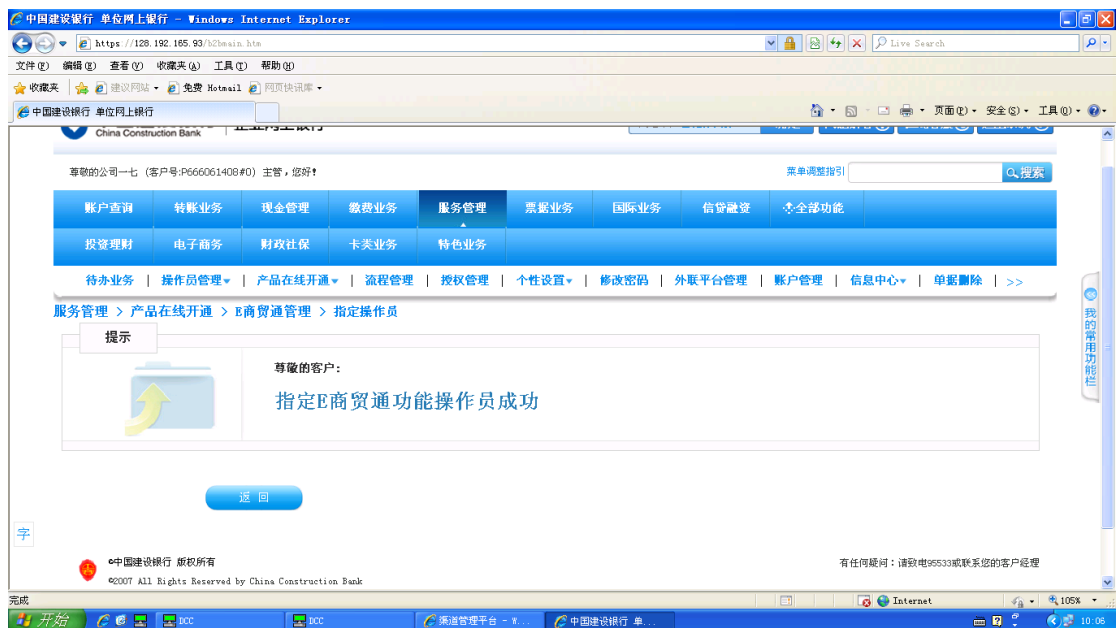 中国建设银行 单位网上银行 - Windows Internet Explorer
https://128.192.165.93/b2bmain.htm
Live Search
文件(F) 编辑(E) 查看(V) 收藏夹(A) 工具(T) 帮助(H)
收藏夹 建议网站 免费 Hotmail 网页快讯库
中国建设银行 单位网上银行
页面(P) 安全(S) 工具(O)
China Construction Bank
尊敬的公司一七 (客户号:P666061408#0) 主管,您好!
菜单调整指引
搜索
账户查询 转账业务 现金管理 缴费业务 服务管理 票据业务 国际业务 信贷融资 全部功能
投资理财 电子商务 财政社保 卡类业务 特色业务
待办业务 | 操作员管理 | 产品在线开通 | 流程管理 | 授权管理 | 个性设置 | 修改密码 | 外联平台管理 | 账户管理 | 信息中心 | 单据删除 | >>
服务管理 > 产品在线开通 > E商贸通管理 > 指定操作员
提示
尊敬的客户:
指定E商贸通功能操作员成功
返 回
我的常用功能栏
字
©中国建设银行 版权所有
有任何疑问:请致电95533或联系您的客户经理
©2007 All Rights Reserved by China Construction Bank
完成
Internet
105%
开始
DCC
DCC
渠道管理平台 - W...
中国建设银行 单...
10:06